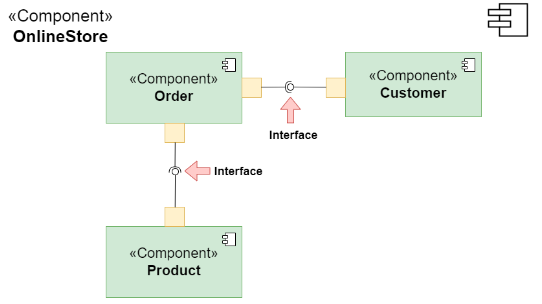 «Component»
OnlineStore
«Component»
Order
«Component»
Customer
Interface
Interface
«Component»
Product